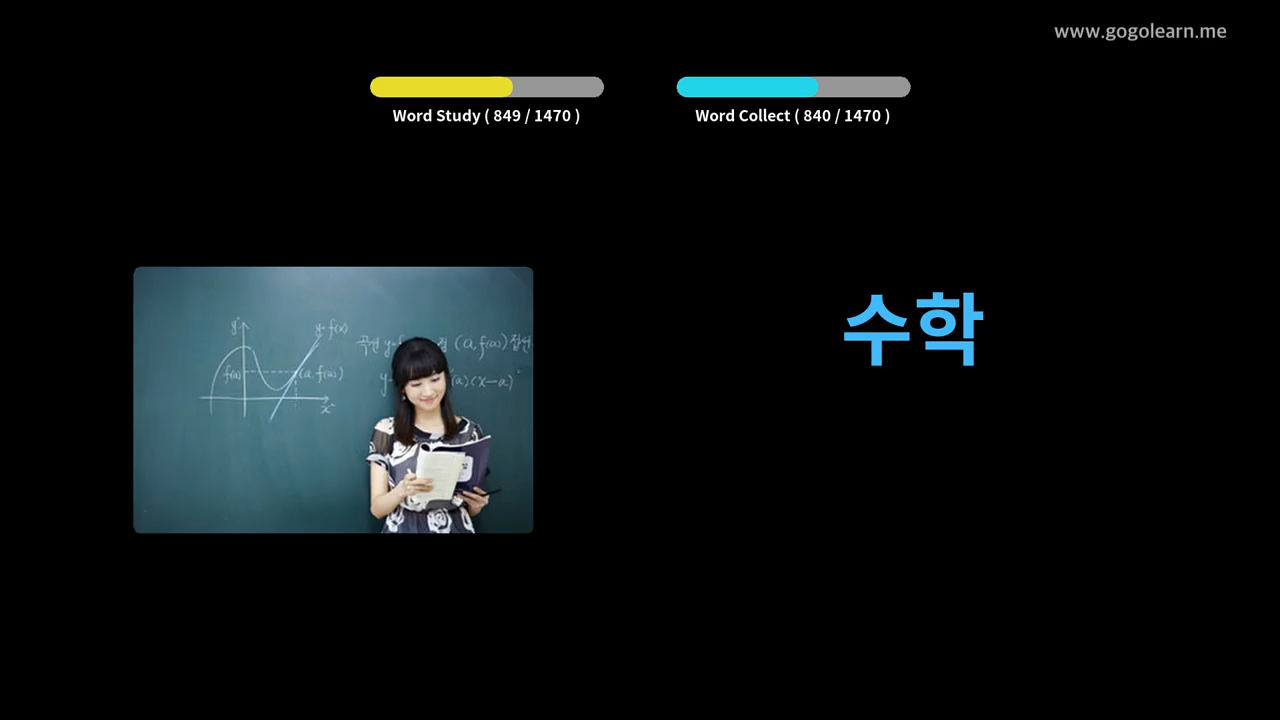 www.gogolearn.me
Word Study ( 849 / 1470 )
Word Collect ( 840 / 1470 )
수학
y
y=f(x)
f(a)
(a, f(a))
x
(a, f(a))
(a)(x-a)